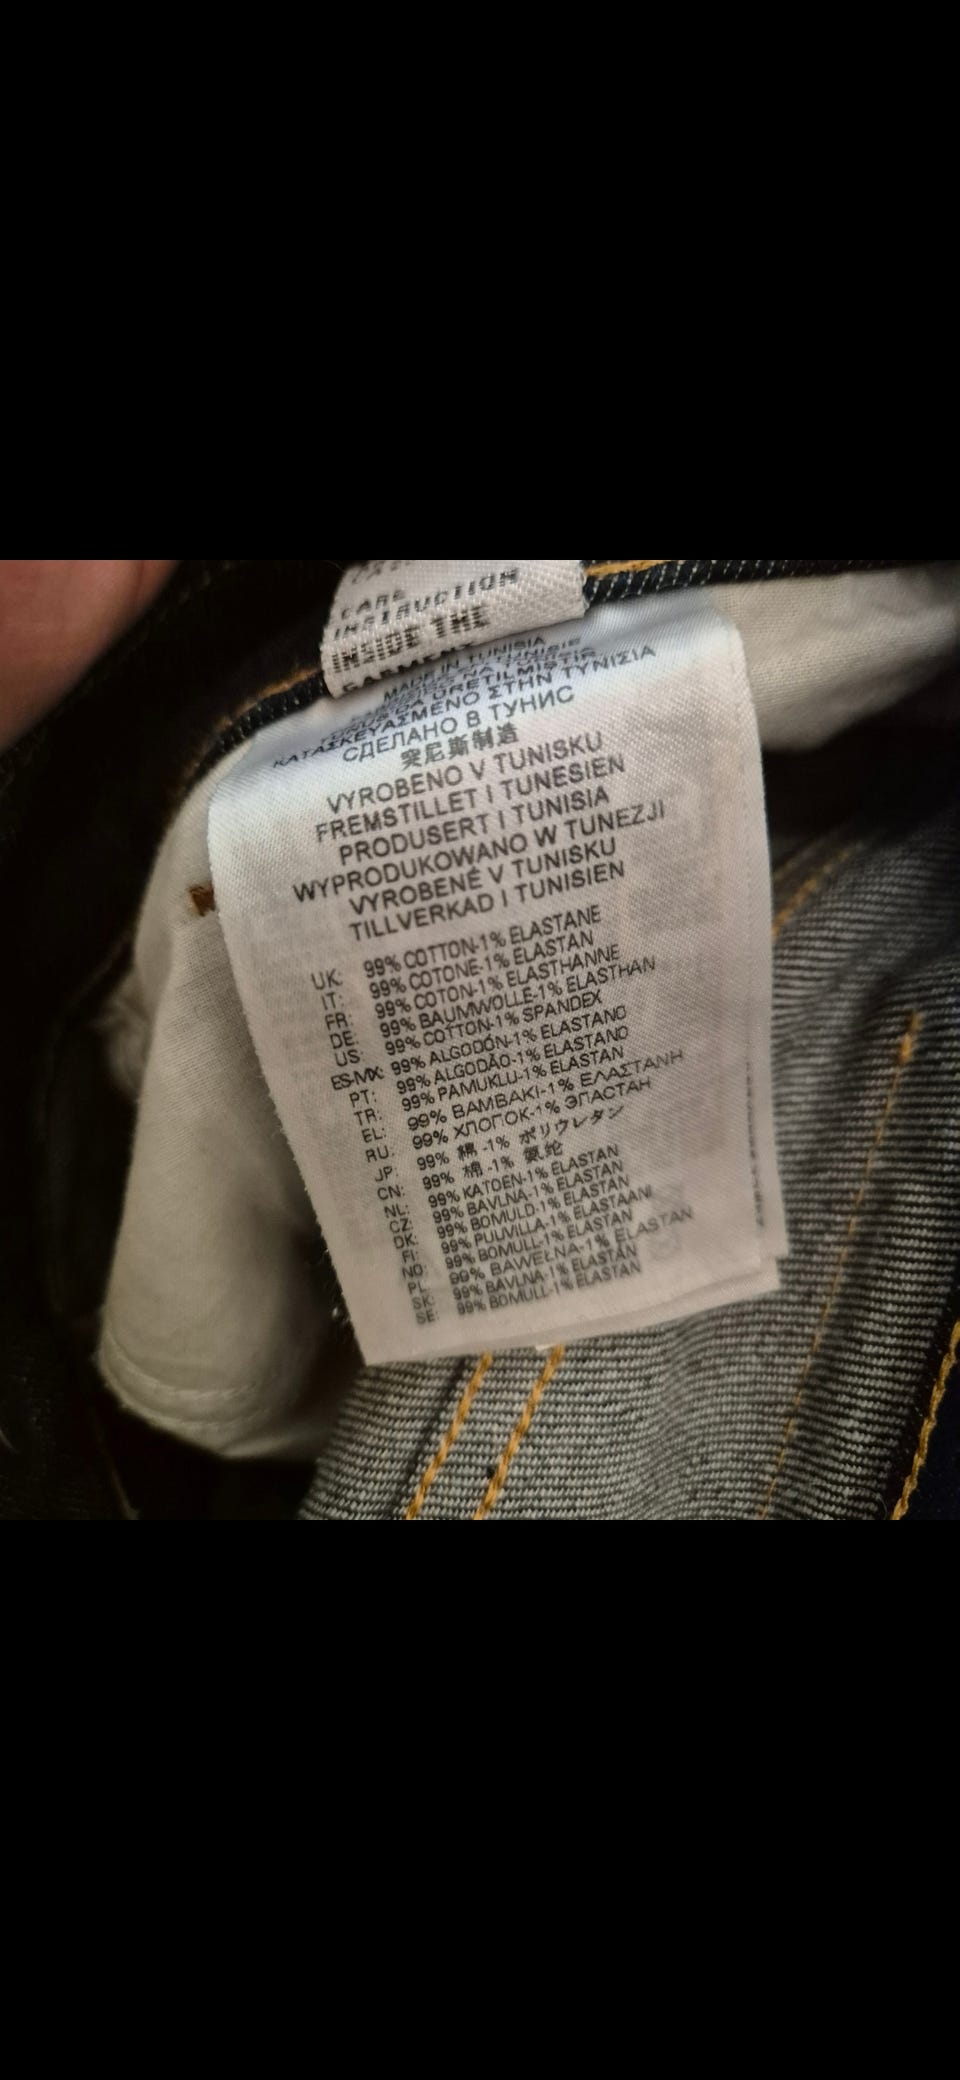 CARE
INSTRUCTION
INSIDE THE
MADE IN TUNISIA
ΚΑΤΑΣΚΕΥΑΣΜΕΝΟ ΣΤΗΝ ΤΥΝΙΣΙΑ
СДЕЛАНО В ТУНИС
突尼斯制造
VYROBENO V TUNISKU
FREMSTILLET I TUNESIEN
PRODUSERT I TUNISIA
WYPRODUKOWANO W TUNEZJI
VYROBENÉ V TUNISKU
TILLVERKAD I TUNISIEN
UK: 99% COTTON-1% ELASTANE
IT: 99% COTONE-1% ELASTAN
FR: 99% COTON-1% ELASTHANNE
DE: 99% BAUMWOLLE-1% ELASTHAN
US: 99% COTTON-1% SPANDEX
ES-MX: 99% ALGODÓN-1% ELASTANO
PT: 99% ALGODÃO-1% ELASTANO
TR: 99% PAMUKLU-1% ELASTAN
EL: 99% ΒΑΜΒΑΚΙ-1% ΕΛΑΣΤΑΝΗ
RU: 99% ХЛОПОК-1% ЭЛАСТАН
JP: 99% 綿 -1% ポリウレタン
CN: 99% 棉 -1% 氨纶
NL: 99% KATOEN-1% ELASTAN
CZ: 99% BAVLNA-1% ELASTAN
DK: 99% BOMULD-1% ELASTAN
FI: 99% PUUVILLA-1% ELASTAANI
NO: 99% BOMULL-1% ELASTAN
PL: 99% BAWEŁNA-1% ELASTAN
SK: 99% BAVLNA-1% ELASTAN
SE: 99% BOMULL-1% ELASTAN